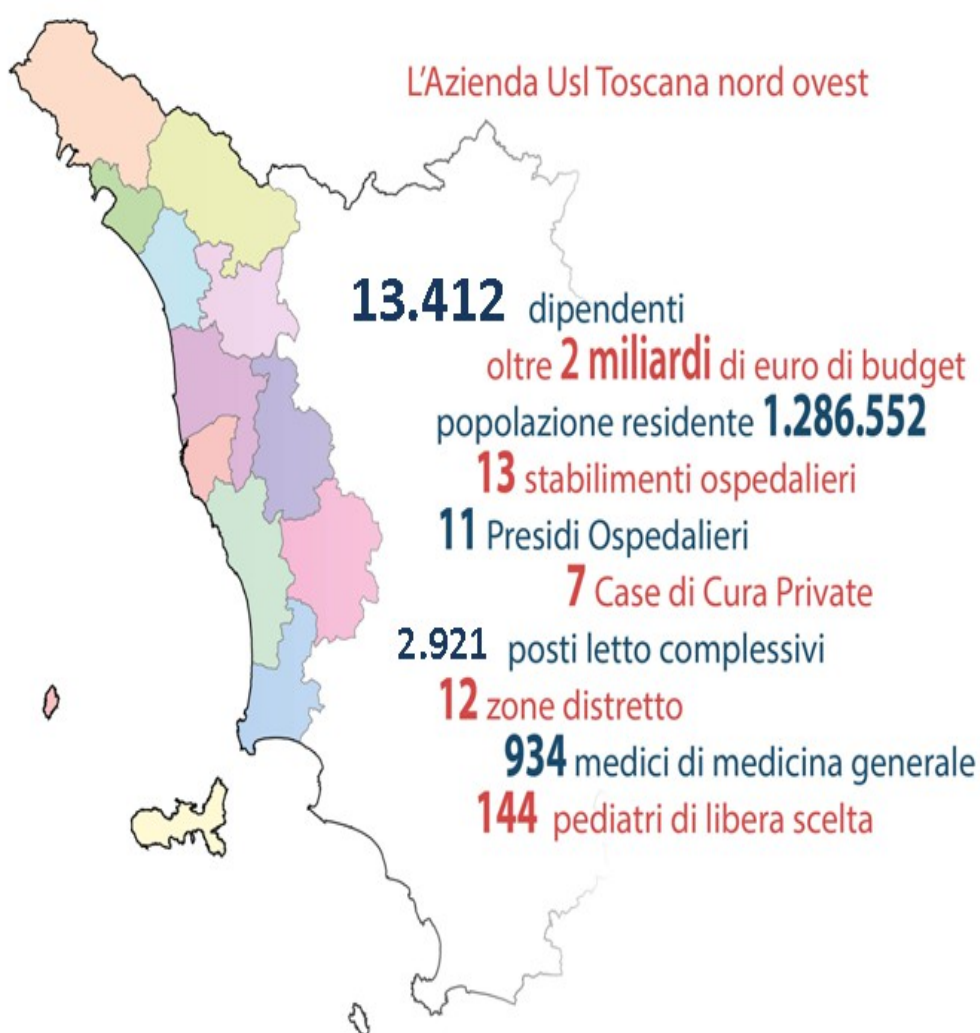 L'Azienda Usl Toscana nord ovest
13.412 dipendenti
oltre 2 miliardi di euro di budget
popolazione residente 1.286.552
13 stabilimenti ospedalieri
11 Presidi Ospedalieri
7 Case di Cura Private
2.921 posti letto complessivi
12 zone distretto
934 medici di medicina generale
144 pediatri di libera scelta